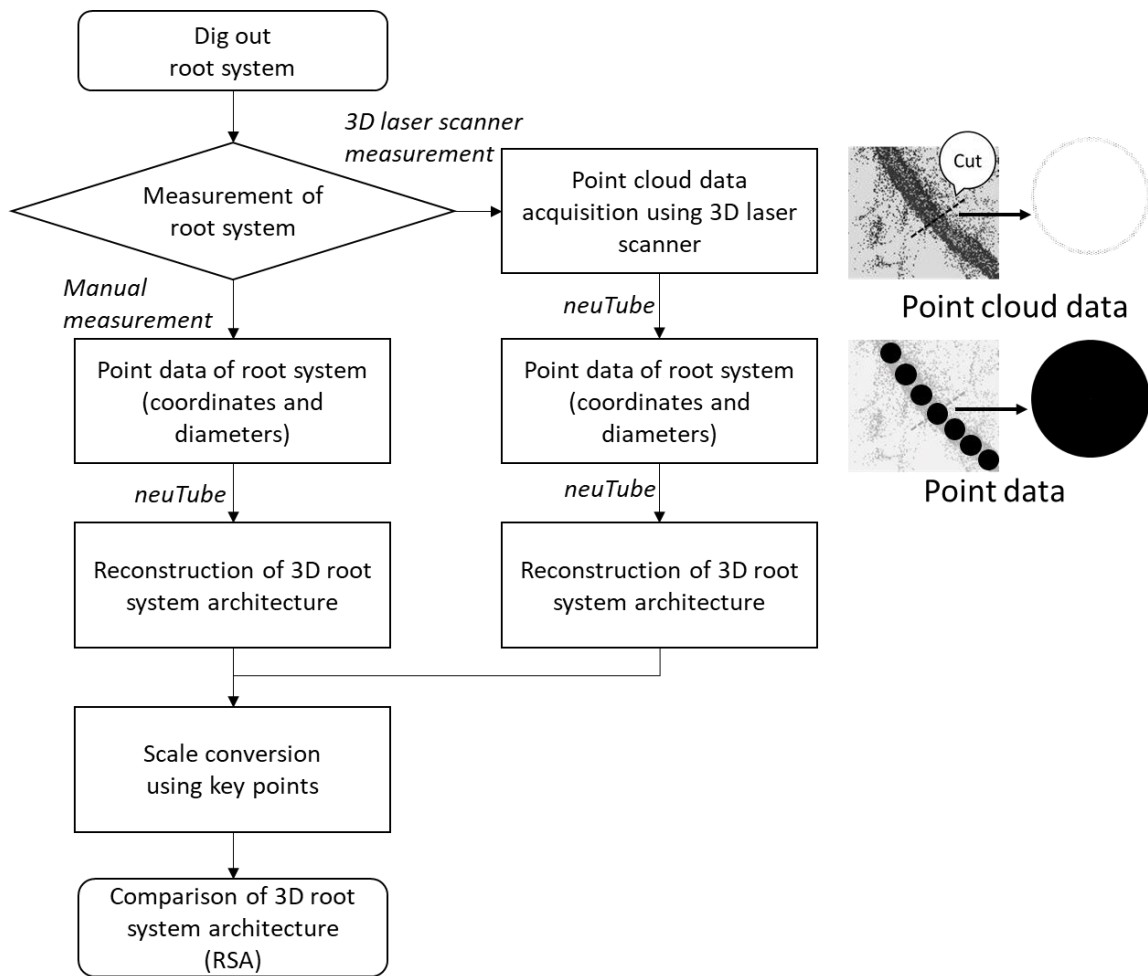 Dig out
root system
3D laser scanner
measurement
Measurement of
root system
Point cloud data
acquisition using 3D laser
scanner
Cut
Point cloud data
Manual
measurement
neuTube
Point data of root system
(coordinates and
diameters)
Point data of root system
(coordinates and
diameters)
Point data
neuTube
neuTube
Reconstruction of 3D root
system architecture
Reconstruction of 3D root
system architecture
Scale conversion
using key points
Comparison of 3D root
system architecture
(RSA)